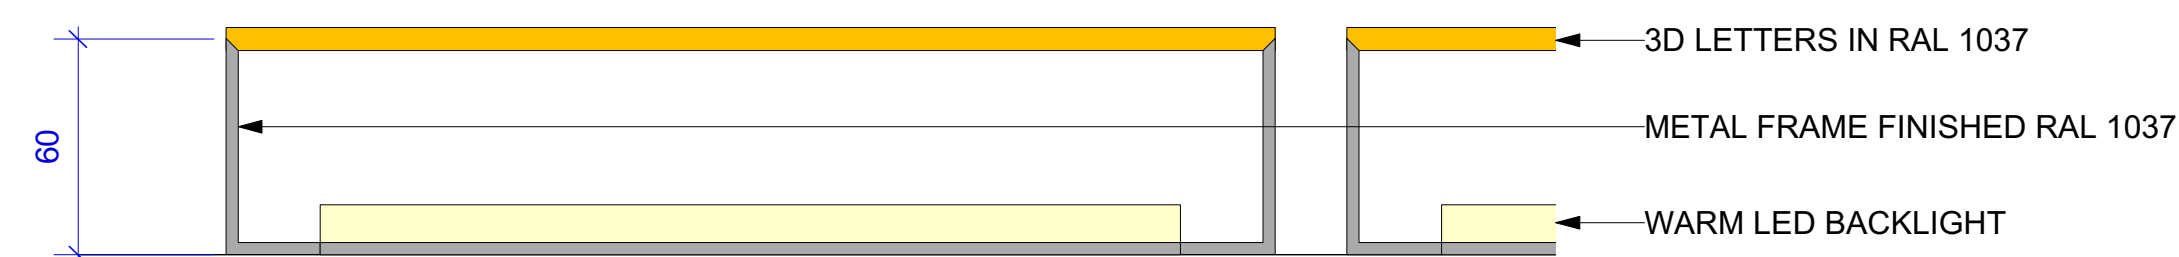 3D LETTERS IN RAL 1037
60
METAL FRAME FINISHED RAL 1037
WARM LED BACKLIGHT